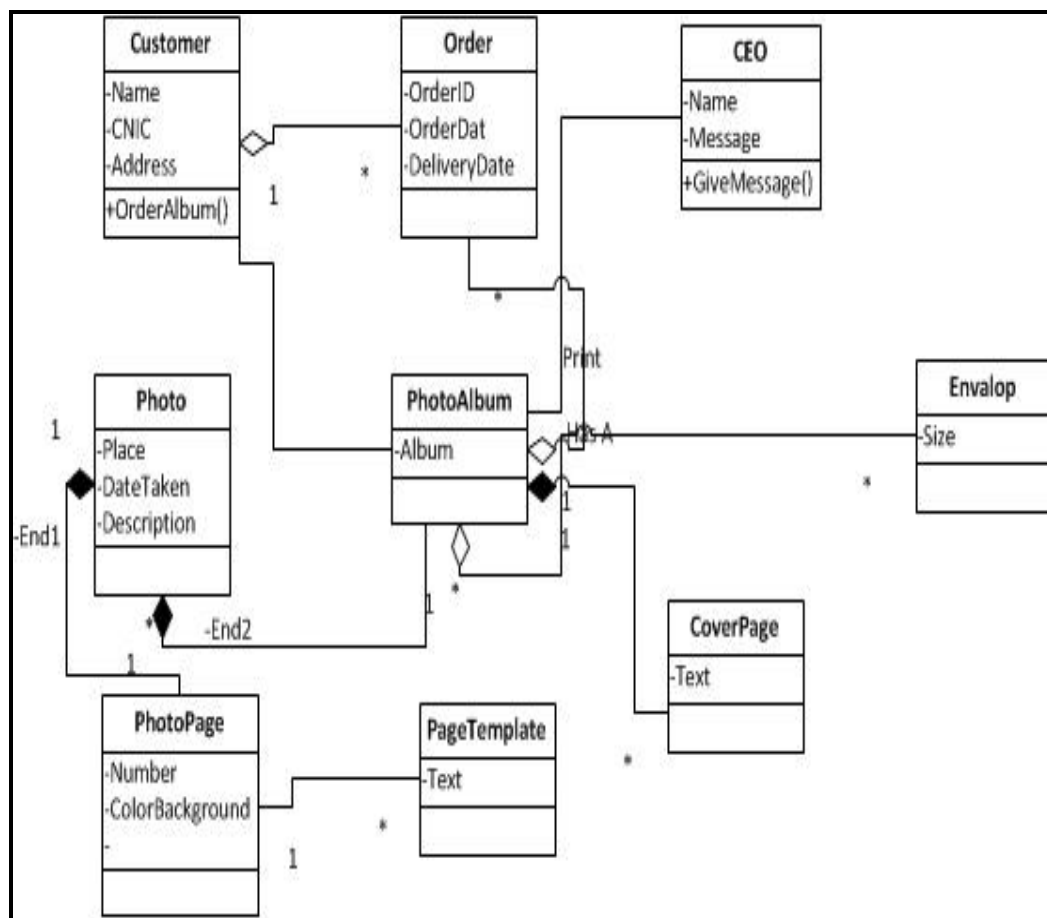 Customer
-Name
-CNIC
-Address
+OrderAlbum()
1
*
Order
-OrderID
-OrderDat
-DeliveryDate
*
CEO
-Name
-Message
+GiveMessage()
Print
Has A
Photo
-Place
-DateTaken
-Description
1
-End1
*
-End2
1
PhotoAlbum
-Album
1
1
*
1
Envalop
-Size
*
CoverPage
-Text
*
PhotoPage
-Number
-ColorBackground
-
1
*
PageTemplate
-Text